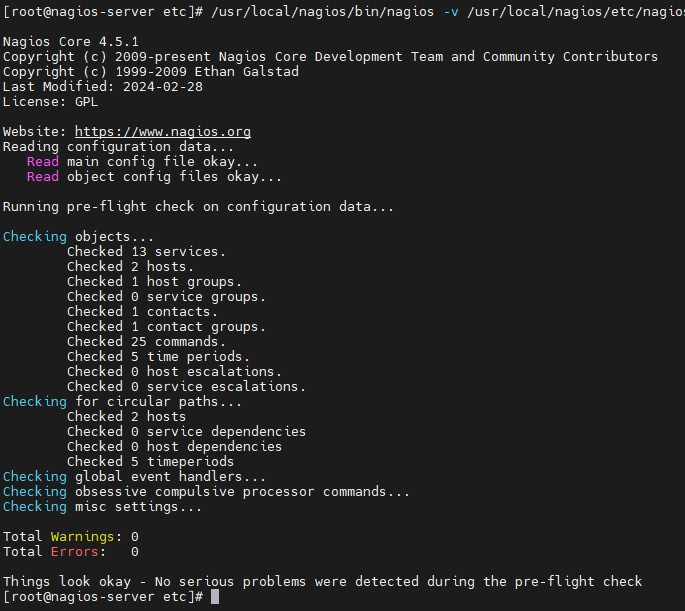 [root@nagios-server etc]# /usr/local/nagios/bin/nagios -v /usr/local/nagios/etc/nagios
Nagios Core 4.5.1
Copyright (c) 2009-present Nagios Core Development Team and Community Contributors
Copyright (c) 1999-2009 Ethan Galstad
Last Modified: 2024-02-28
License: GPL
Website: https://www.nagios.org
Reading configuration data...
Read main config file okay...
Read object config files okay...
Running pre-flight check on configuration data...
Checking objects...
Checked 13 services.
Checked 2 hosts.
Checked 1 host groups.
Checked 0 service groups.
Checked 1 contacts.
Checked 1 contact groups.
Checked 25 commands.
Checked 5 time periods.
Checked 0 host escalations.
Checked 0 service escalations.
Checking for circular paths...
Checked 2 hosts
Checked 0 service dependencies
Checked 0 host dependencies
Checked 5 timeperiods
Checking global event handlers...
Checking obsessive compulsive processor commands...
Checking misc settings...
Total Warnings: 0
Total Errors:   0
Things look okay - No serious problems were detected during the pre-flight check
[root@nagios-server etc]#